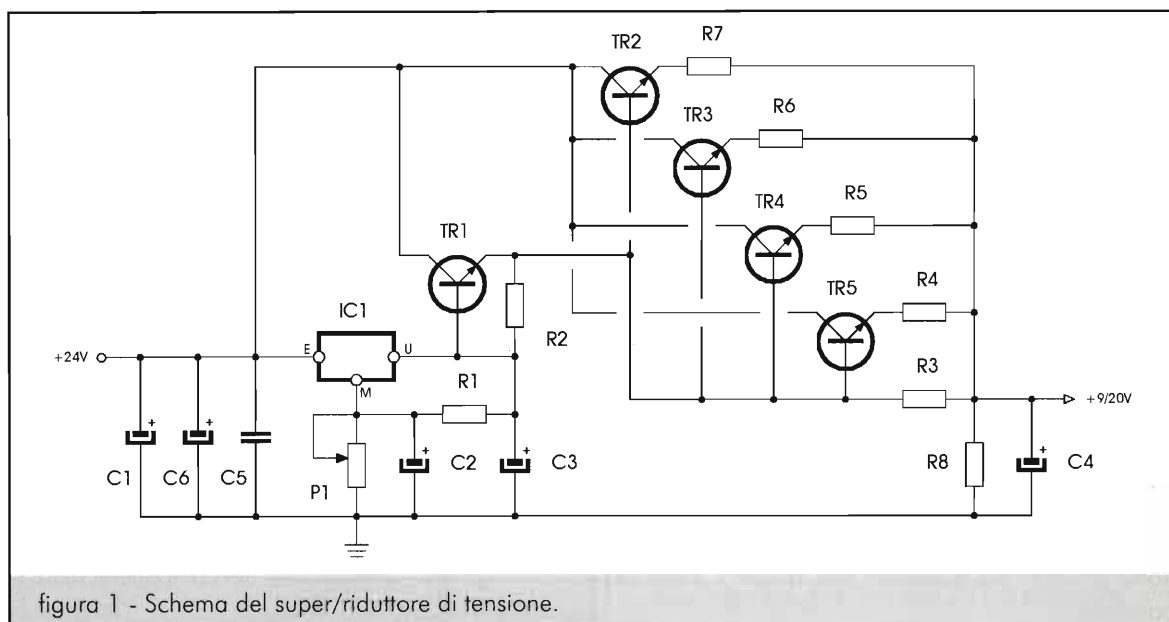 TR2
R7
TR3
R6
TR4
R5
TR1
TR5
R4
IC1
R2
+24V
E
U
R1
R3
M
+9/20V
+
+
+
+
+
C1
C6
C5
P1
C2
C3
R8
C4
figura 1 - Schema del super/riduttore di tensione.